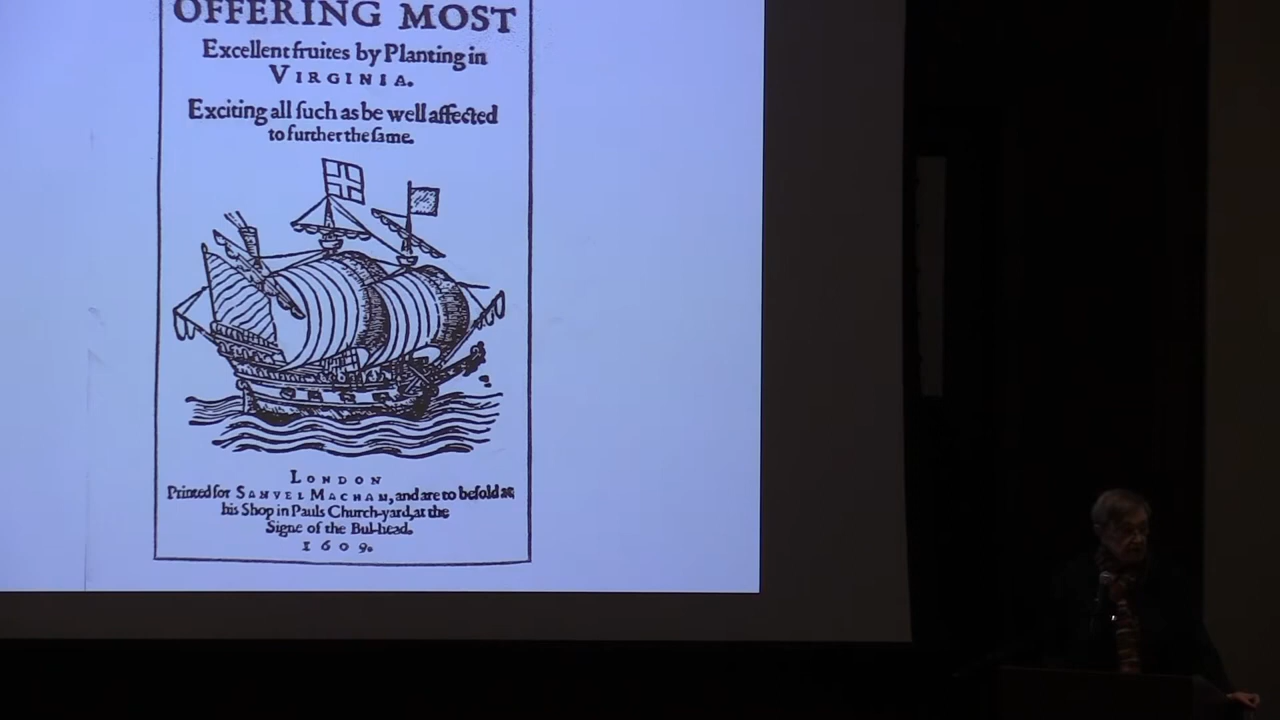 OFFERING MOST
Excellent fruites by Planting in
VIRGINIA.
Exciting all ſuch as be well affected
to further the ſame.
LONDON
Printed for SAMVEL MACHAM, and are to be ſold at
his Shop in Pauls Church-yard, at the
Signe of the Bul-head.
1609.